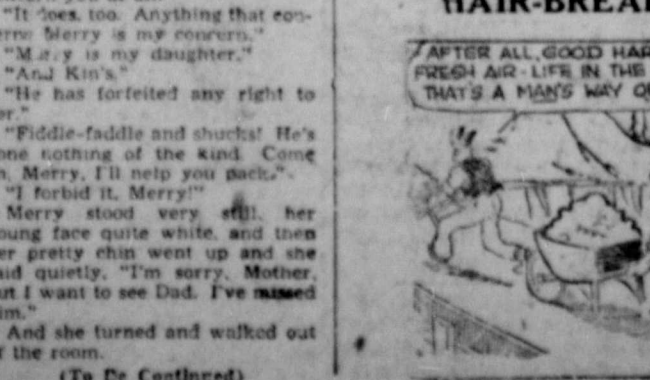 "It does, too. Anything that con-
Merry is my concern."
"Merry is my daughter."
"And Kin's."
"He has forfeited any right to
er."
"Fiddle-faddle and shucks! He's
one nothing of the kind. Come
n, Merry, I'll help you pack."
"I forbid it, Merry!"
Merry stood very still, her
oung face quite white, and then
er pretty chin went up and she
aid quietly, "I'm sorry, Mother,
ut I want to see Dad. I've missed
im."
And she turned and walked out
f the room.
(To Be Continued)
HAIR-BREA
AFTER ALL, GOOD HAR
FRESH AIR - LIFE IN THE
THAT'S A MAN'S WAY O